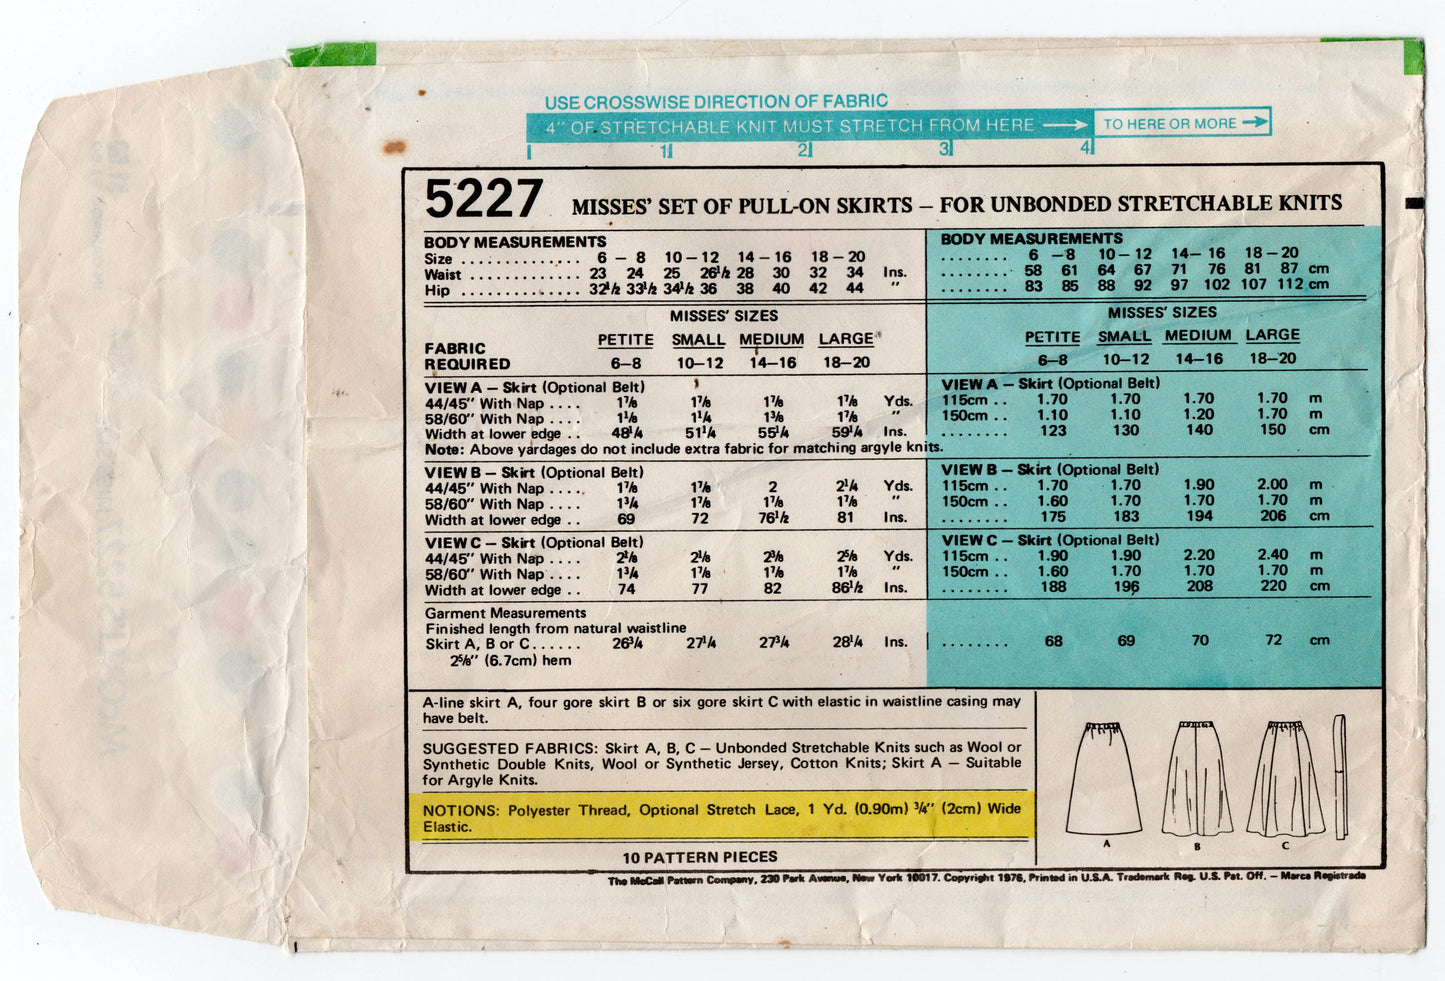 USE CROSSWISE DIRECTION OF FABRIC
4" OF STRETCHABLE KNIT MUST STRETCH FROM HERE TO HERE OR MORE
1 2 3 4
5227 MISSES' SET OF PULL-ON SKIRTS – FOR UNBONDED STRETCHABLE KNITS
BODY MEASUREMENTS
Size . . . . . . . . . . . . . . . 6 – 8 10 – 12 14 – 16 18 – 20
Waist . . . . . . . . . . . . . . 23 24 25 26½ 28 30 32 34 Ins.
Hip . . . . . . . . . . . . . . . . 32½ 33½ 34½ 36 38 40 42 44 "
BODY MEASUREMENTS
. . . . . . . . 6 –8 10 – 12 14– 16 18 – 20
. . . . . . . . 58 61 64 67 71 76 81 87 cm
. . . . . . . . 83 85 88 92 97 102 107 112 cm
MISSES' SIZES
PETITE SMALL MEDIUM LARGE
FABRIC
REQUIRED 6–8 10–12 14–16 18–20
MISSES' SIZES
PETITE SMALL MEDIUM LARGE
6–8 10–12 14–16 18–20
VIEW A – Skirt (Optional Belt)
44/45" With Nap . . . . 1⅞ 1⅞ 1⅞ 1⅞ Yds.
58/60" With Nap . . . . 1⅛ 1¼ 1⅜ 1⅞ "
Width at lower edge . . 48¼ 51¼ 55¼ 59¼ Ins.
Note: Above yardages do not include extra fabric for matching argyle knits.
VIEW A – Skirt (Optional Belt)
115cm . . 1.70 1.70 1.70 1.70 m
150cm . . 1.10 1.10 1.20 1.70 m
. . . . . . . . 123 130 140 150 cm
VIEW B – Skirt (Optional Belt)
44/45" With Nap . . . . 1⅞ 1⅞ 2 2¼ Yds.
58/60" With Nap . . . . 1¾ 1⅞ 1⅞ 1⅞ "
Width at lower edge . . 69 72 76½ 81 Ins.
VIEW B – Skirt (Optional Belt)
115cm . . 1.70 1.70 1.90 2.00 m
150cm . . 1.60 1.70 1.70 1.70 m
. . . . . . . . 175 183 194 206 cm
VIEW C – Skirt (Optional Belt)
44/45" With Nap . . . . 2⅛ 2⅛ 2⅜ 2⅝ Yds.
58/60" With Nap . . . . 1¾ 1⅞ 1⅞ 1⅞ "
Width at lower edge . . 74 77 82 86½ Ins.
VIEW C – Skirt (Optional Belt)
115cm . . 1.90 1.90 2.20 2.40 m
150cm . . 1.60 1.70 1.70 1.70 m
. . . . . . . . 188 196 208 220 cm
Garment Measurements
Finished length from natural waistline
Skirt A, B or C. . . . . . 26¾ 27¼ 27¾ 28¼ Ins.
2⅝" (6.7cm) hem
. . . . . . . . 68 69 70 72 cm
A-line skirt A, four gore skirt B or six gore skirt C with elastic in waistline casing may
have belt.
SUGGESTED FABRICS: Skirt A, B, C – Unbonded Stretchable Knits such as Wool or
Synthetic Double Knits, Wool or Synthetic Jersey, Cotton Knits; Skirt A – Suitable
for Argyle Knits.
NOTIONS: Polyester Thread, Optional Stretch Lace, 1 Yd. (0.90m) ¾" (2cm) Wide
Elastic.
10 PATTERN PIECES
A B C
The McCall Pattern Company, 230 Park Avenue, New York 10017. Copyright 1976, Printed in U.S.A. Trademark Reg. U.S. Pat. Off. – Marca Registrada